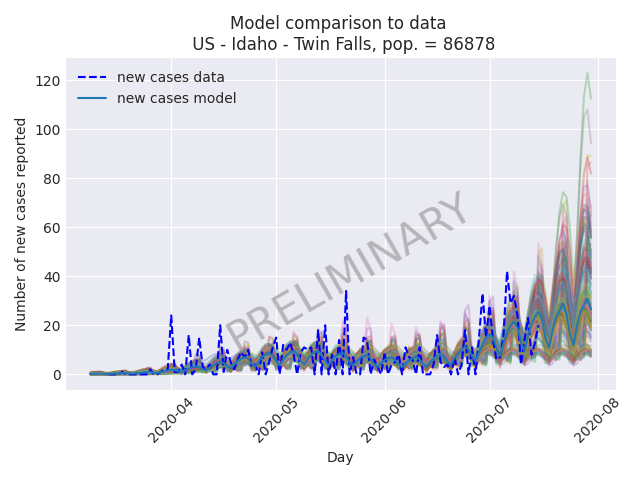 Model comparison to data
US - Idaho - Twin Falls, pop. = 86878
new cases data
new cases model
PRELIMINARY
Number of new cases reported
120
100
80
60
40
20
0
2020-04
2020-05
2020-06
2020-07
2020-08
Day